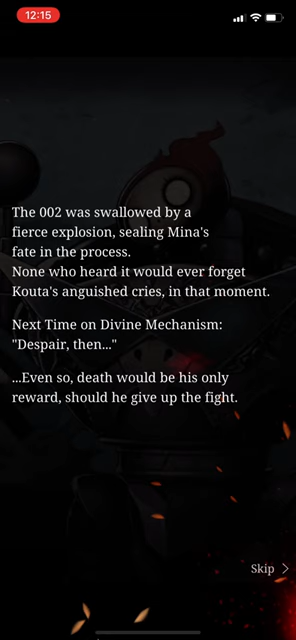 12:15
The 002 was swallowed by a
fierce explosion, sealing Mina's
fate in the process.
None who heard it would ever forget
Kouta's anguished cries, in that moment.
Next Time on Divine Mechanism:
"Despair, then..."
...Even so, death would be his only
reward, should he give up the fight.
Skip